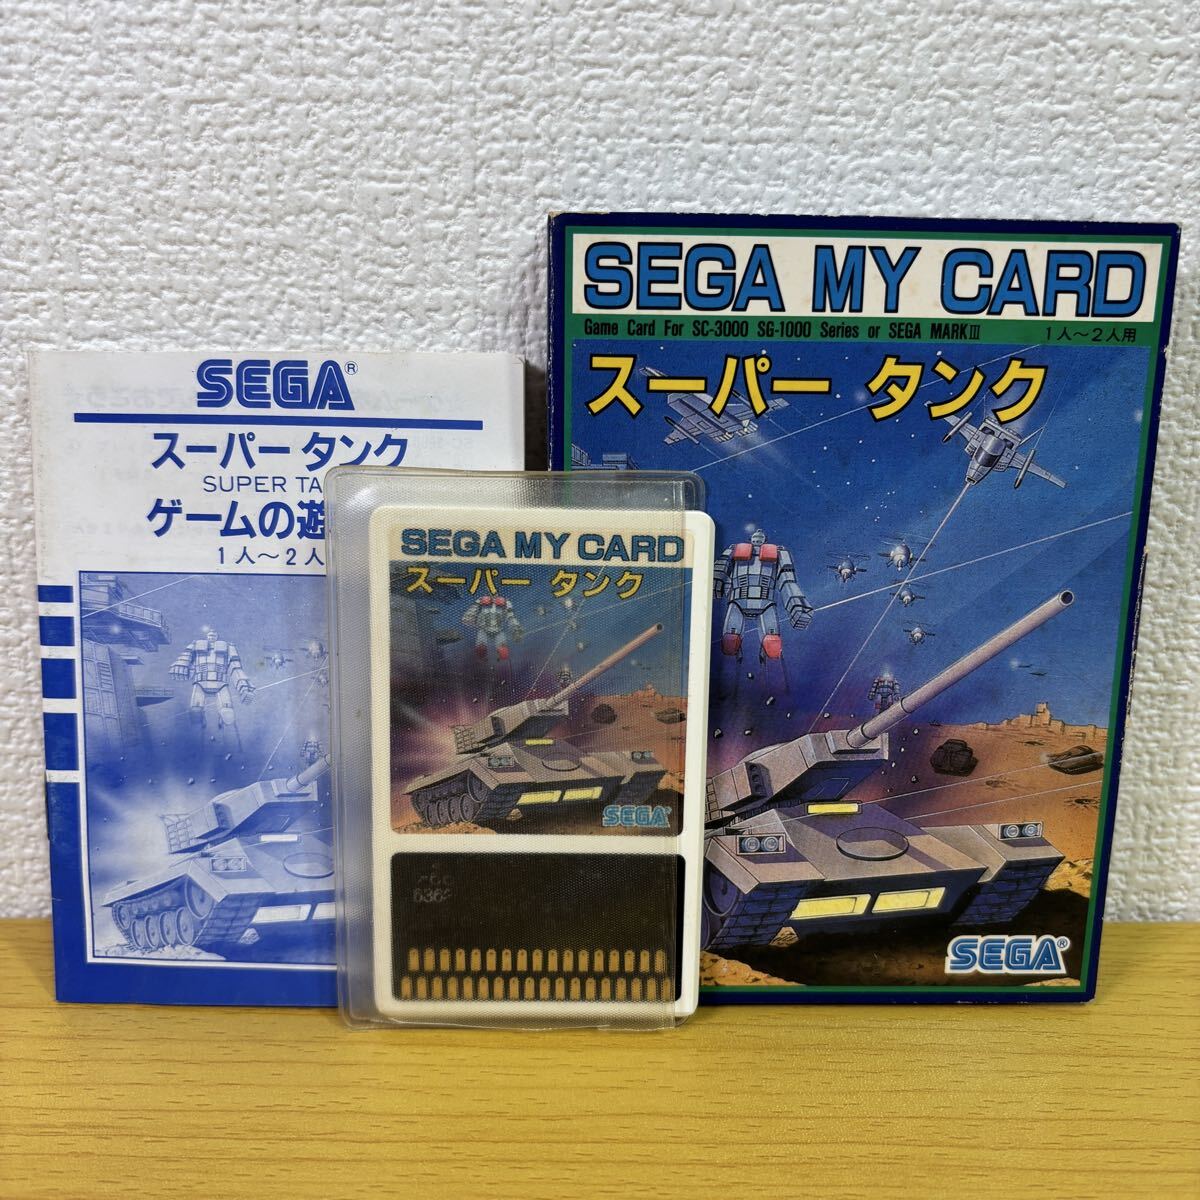 SEGA®
スーパー タンク
SUPER TA
ゲームの遊
1人〜2人
SEGA MY CARD
スーパー タンク
SEGA
SEGA MY CARD
Game Card For SC-3000 SG-1000 Series or SEGA MARKIII
1人〜2人用
スーパー タンク
SEGA®